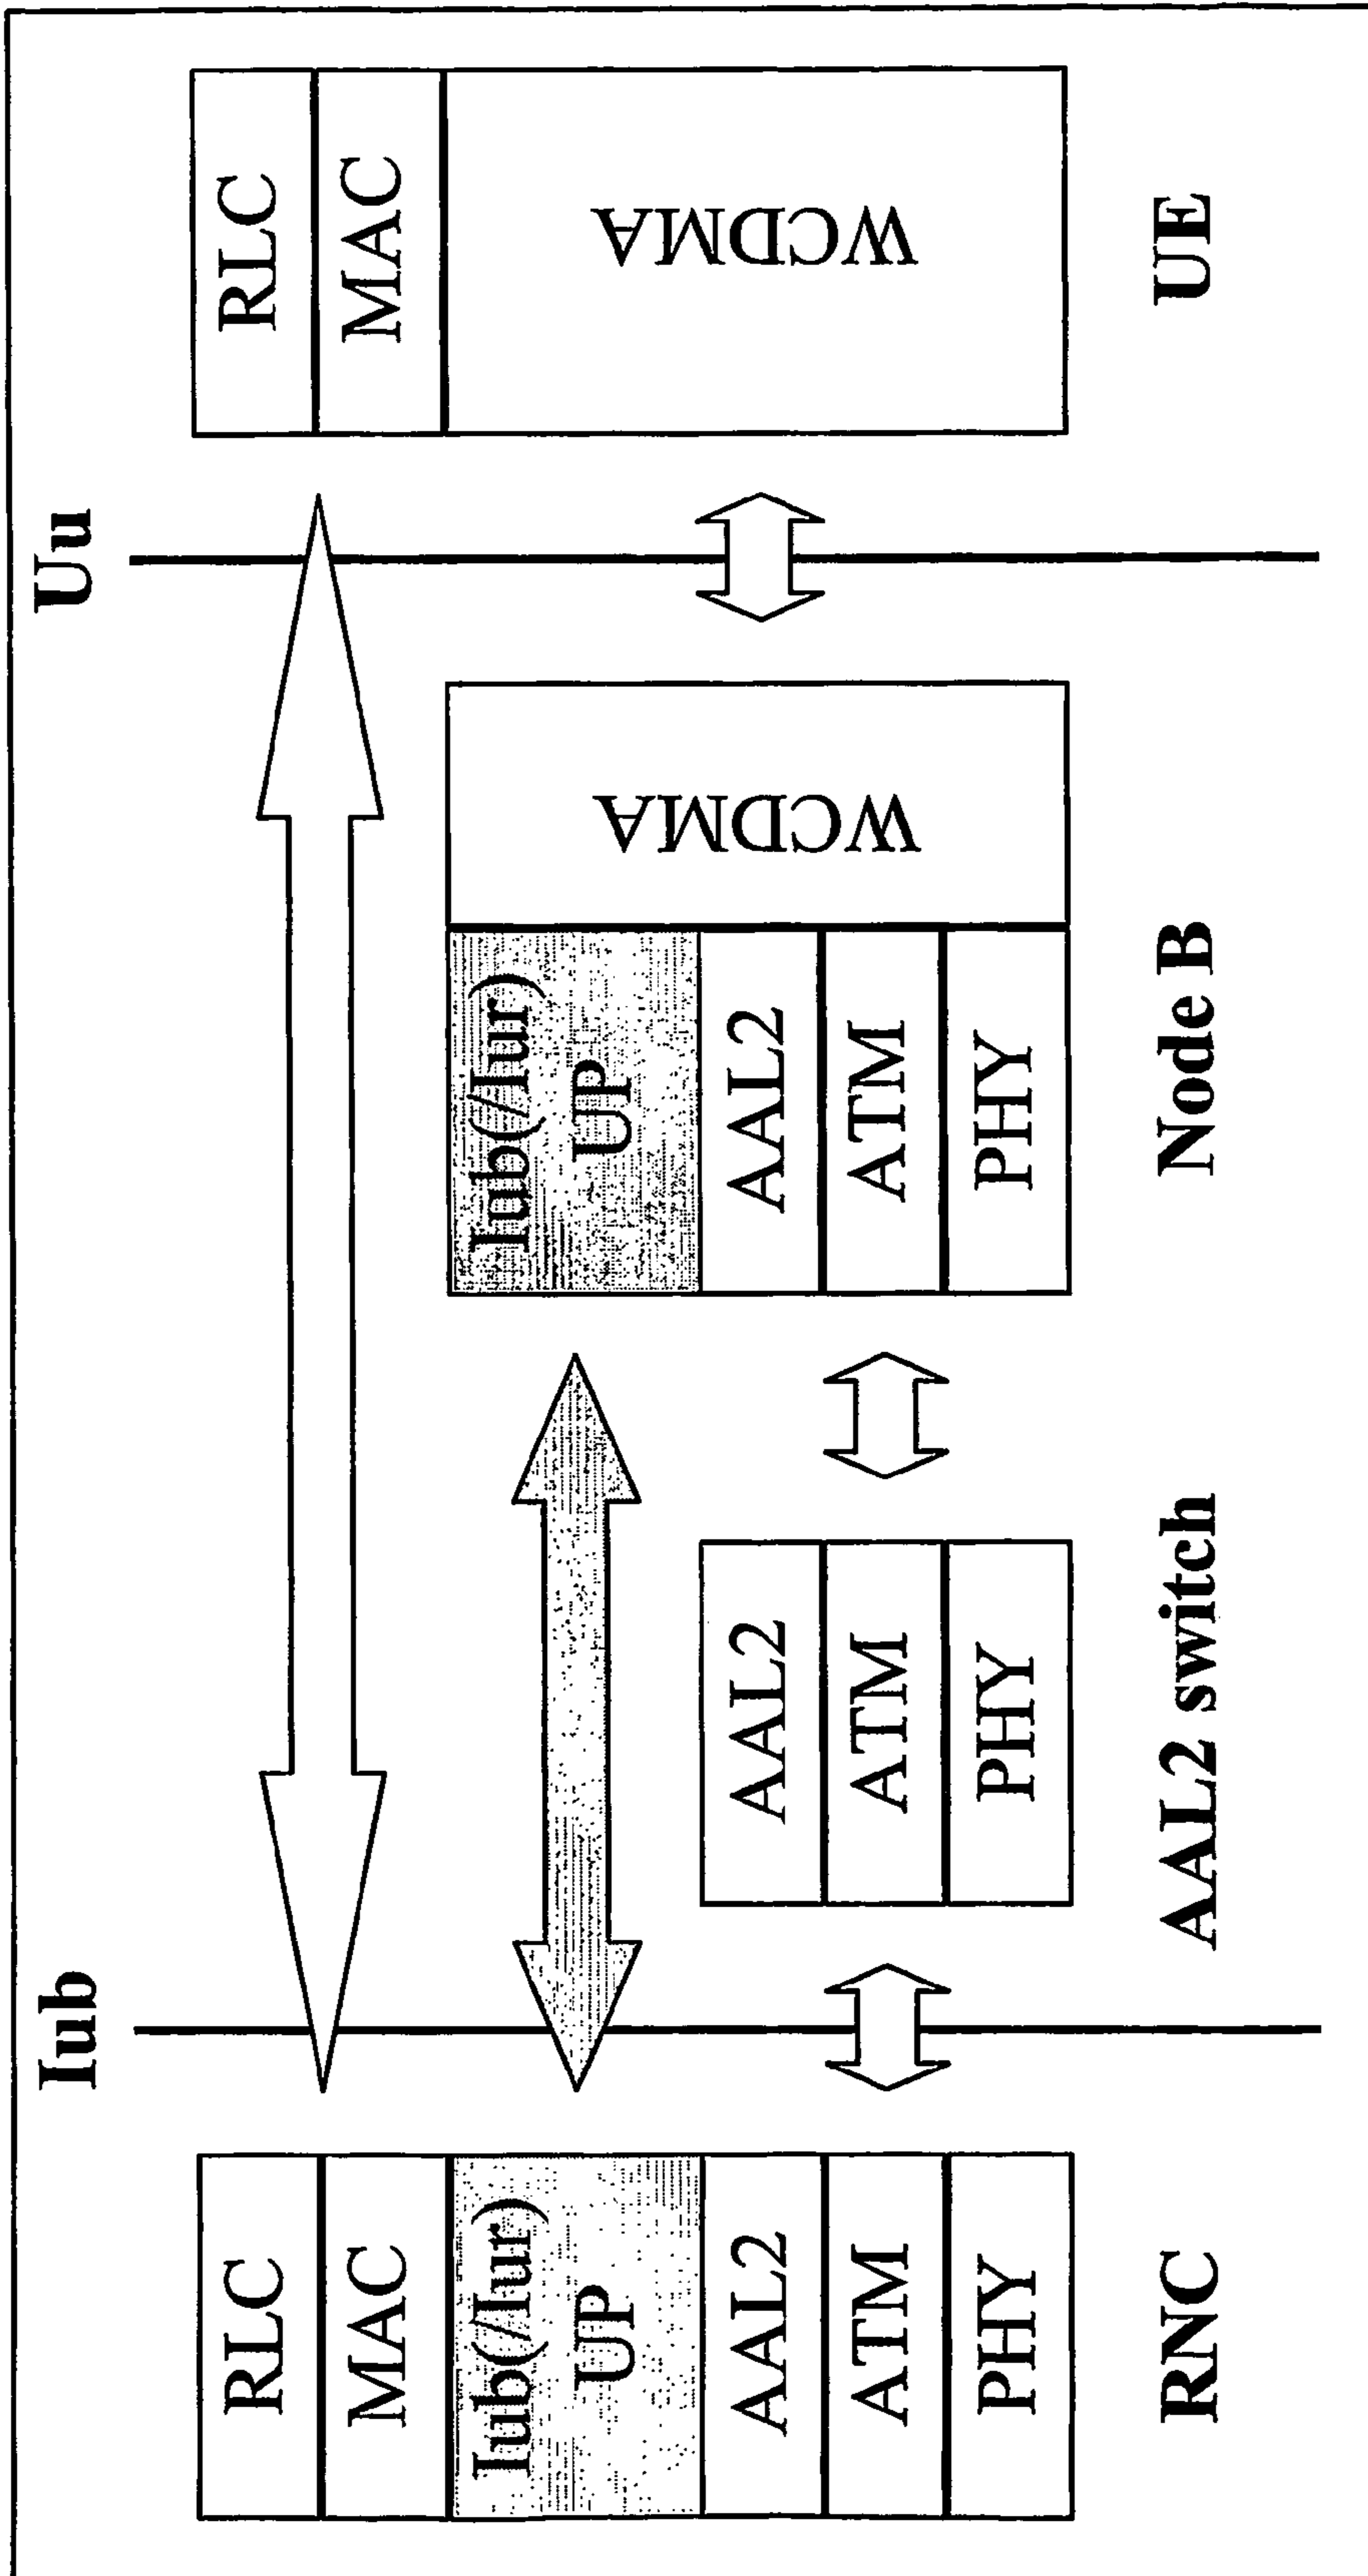 Iub
Uu
RLC
MAC
Iub(/Iur)
UP
AAL2
ATM
PHY
RNC
AAL2
ATM
PHY
AAL2 switch
Iub(/Iur)
UP
AAL2
ATM
PHY
WCDMA
Node B
RLC
MAC
WCDMA
UE